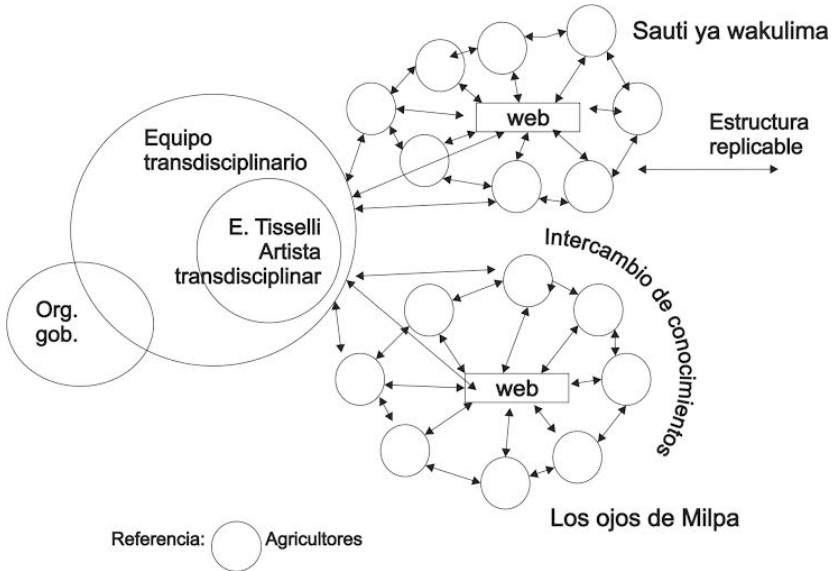 Sauti ya wakulima
web
Estructura
replicable
Equipo
transdisciplinario
E. Tisselli
Artista
transdisciplinar
Org.
gob.
Intercambio de conocimientos
web
Los ojos de Milpa
Referencia: Agricultores